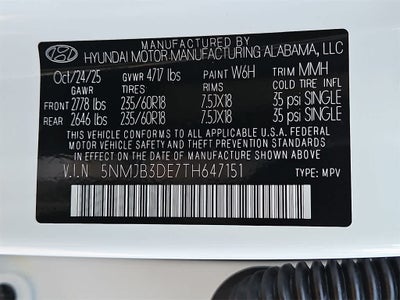 MANUFACTURED BY
HYUNDAI MOTOR MANUFACTURING ALABAMA, LLC
Oct/24/25 GVWR 4717 lbs PAINT W6H TRIM MMH
GAWR TIRES RIMS COLD TIRE INFL
FRONT 2778 lbs 235/60R18 7.5JX18 35 psi SINGLE
REAR 2646 lbs 235/60R18 7.5JX18 35 psi SINGLE
THIS VEHICLE CONFORMS TO ALL APPLICABLE U.S.A. FEDERAL
MOTOR VEHICLE SAFETY AND THEFT PREVENTION STANDARDS
IN EFFECT ON THE DATE OF MANUFACTURE SHOWN ABOVE.
V.I.N 5NMJB3DE7TH647151 TYPE: MPV